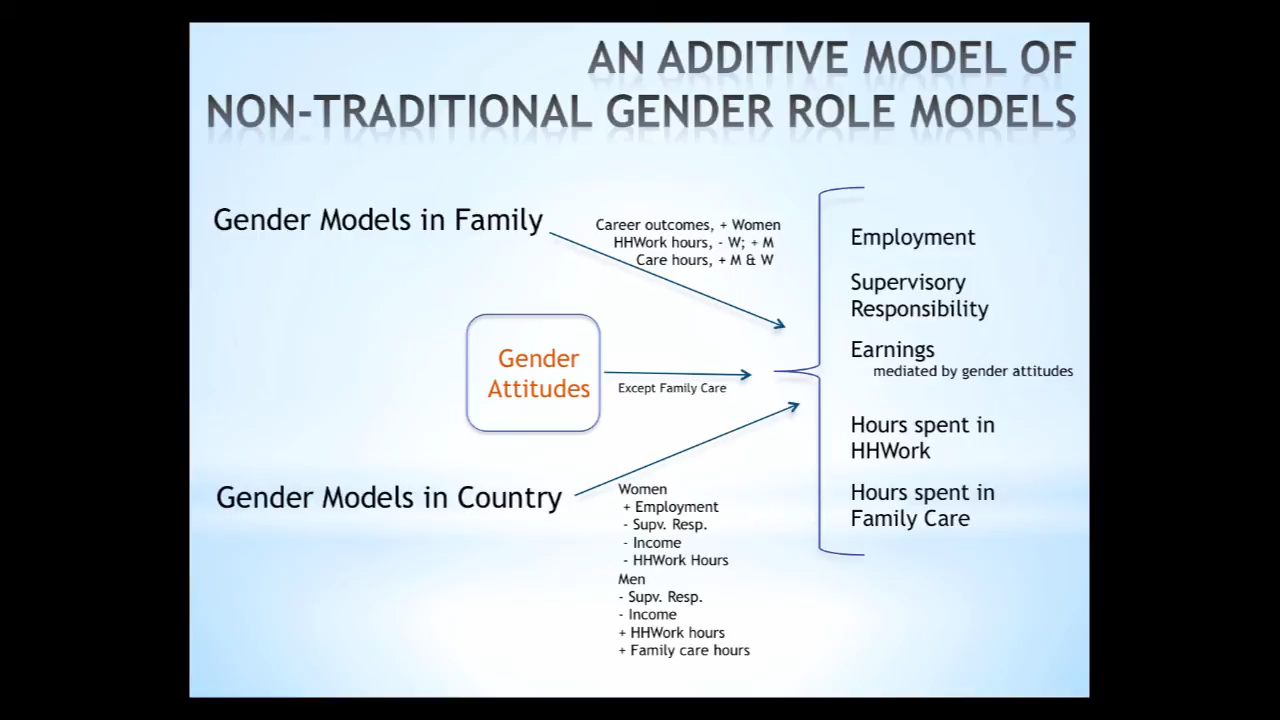 AN ADDITIVE MODEL OF
NON-TRADITIONAL GENDER ROLE MODELS
Gender Models in Family
Career outcomes, + Women
HHWork hours, - W; + M
Care hours, + M & W
Gender
Attitudes
Except Family Care
Gender Models in Country
Women
+ Employment
- Supv. Resp.
- Income
- HHWork Hours
Men
- Supv. Resp.
- Income
+ HHWork hours
+ Family care hours
Employment
Supervisory
Responsibility
Earnings
mediated by gender attitudes
Hours spent in
HHWork
Hours spent in
Family Care